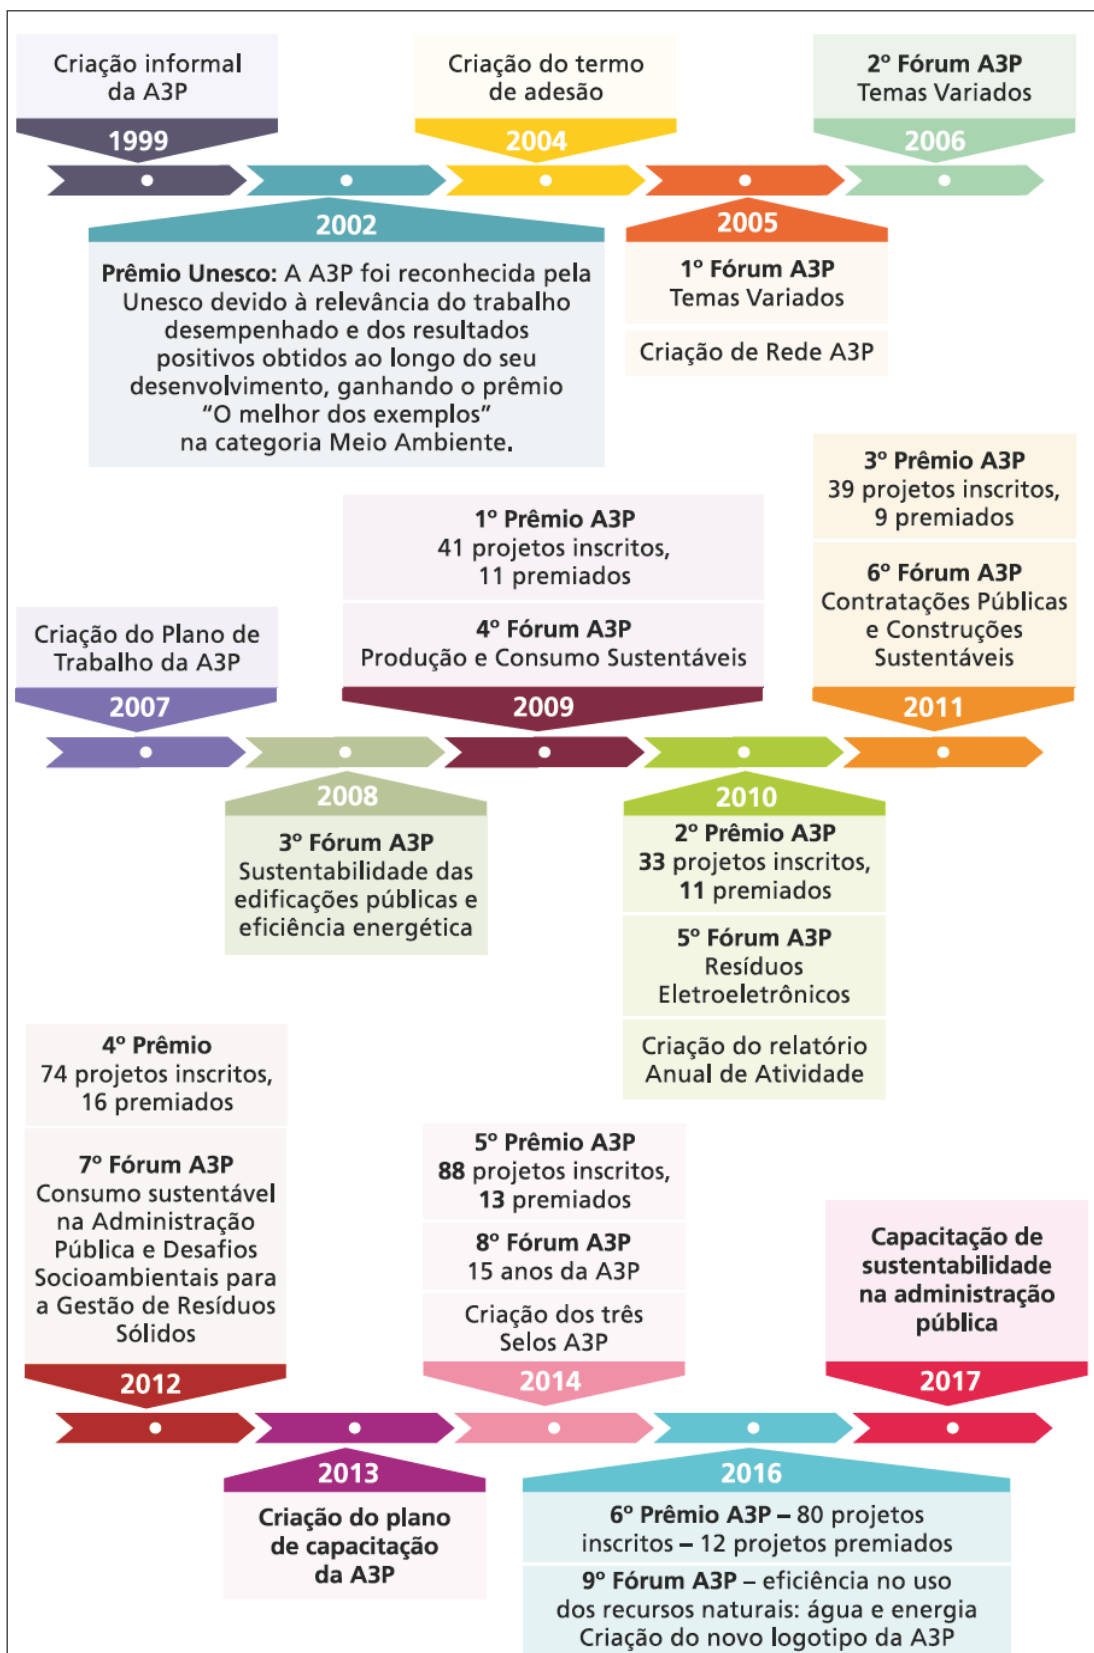 Criação informal
da A3P
1999
Criação do termo
de adesão
2004
2º Fórum A3P
Temas Variados
2006
2002
Prêmio Unesco: A A3P foi reconhecida pela
Unesco devido à relevância do trabalho
desempenhado e dos resultados
positivos obtidos ao longo do seu
desenvolvimento, ganhando o prêmio
“O melhor dos exemplos”
na categoria Meio Ambiente.
2005
1º Fórum A3P
Temas Variados
Criação de Rede A3P
Criação do Plano de
Trabalho da A3P
2007
1º Prêmio A3P
41 projetos inscritos,
11 premiados
4º Fórum A3P
Produção e Consumo Sustentáveis
2009
3º Prêmio A3P
39 projetos inscritos,
9 premiados
6º Fórum A3P
Contratações Públicas
e Construções
Sustentáveis
2011
2008
3º Fórum A3P
Sustentabilidade das
edificações públicas e
eficiência energética
2010
2º Prêmio A3P
33 projetos inscritos,
11 premiados
5º Fórum A3P
Resíduos
Eletroeletrônicos
Criação do relatório
Anual de Atividade
4º Prêmio
74 projetos inscritos,
16 premiados
7º Fórum A3P
Consumo sustentável
na Administração
Pública e Desafios
Socioambientais para
a Gestão de Resíduos
Sólidos
2012
5º Prêmio A3P
88 projetos inscritos,
13 premiados
8º Fórum A3P
15 anos da A3P
Criação dos três
Selos A3P
2014
Capacitação de
sustentabilidade
na administração
pública
2017
2013
Criação do plano
de capacitação
da A3P
2016
6º Prêmio A3P – 80 projetos
inscritos – 12 projetos premiados
9º Fórum A3P – eficiência no uso
dos recursos naturais: água e energia
Criação do novo logotipo da A3P